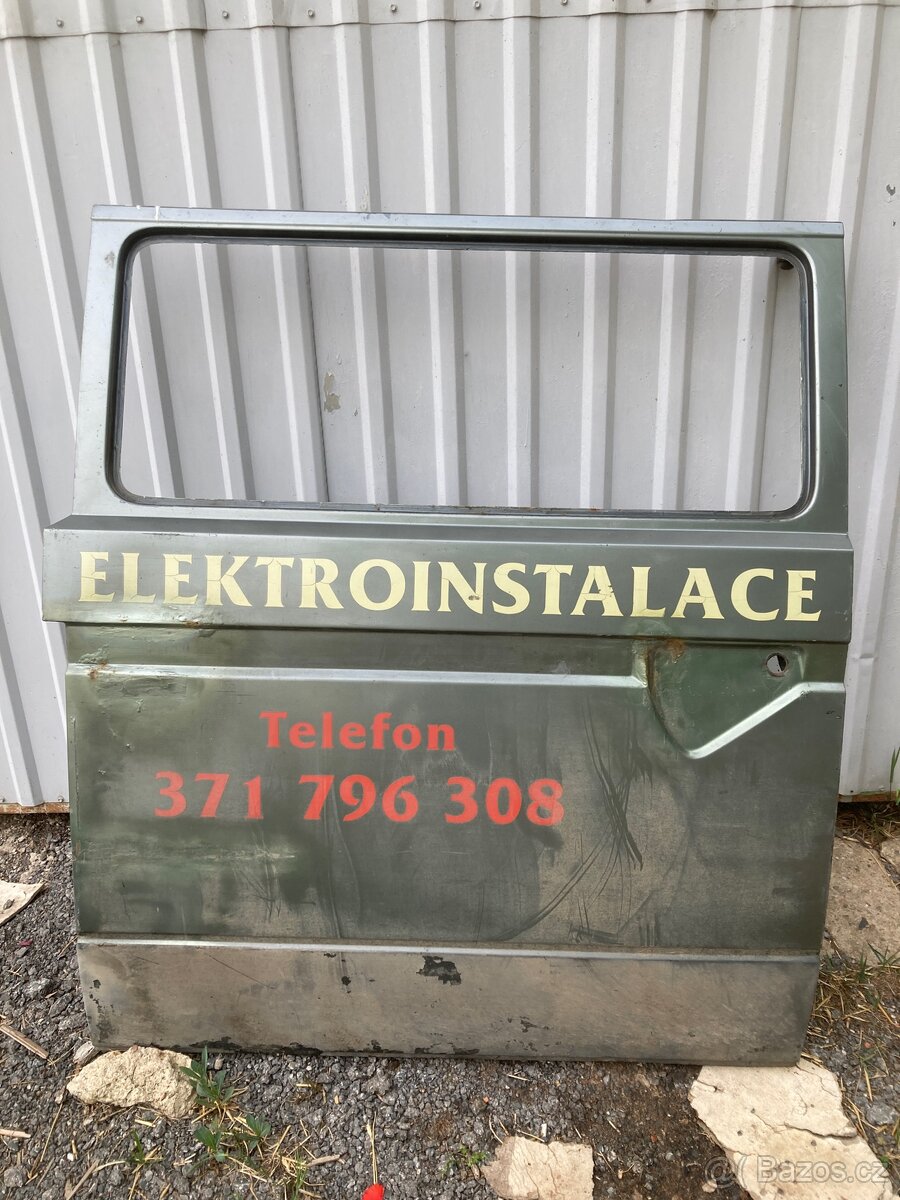 ELEKTROINSTALACE
Telefon
371 796 308
Bazos.cz